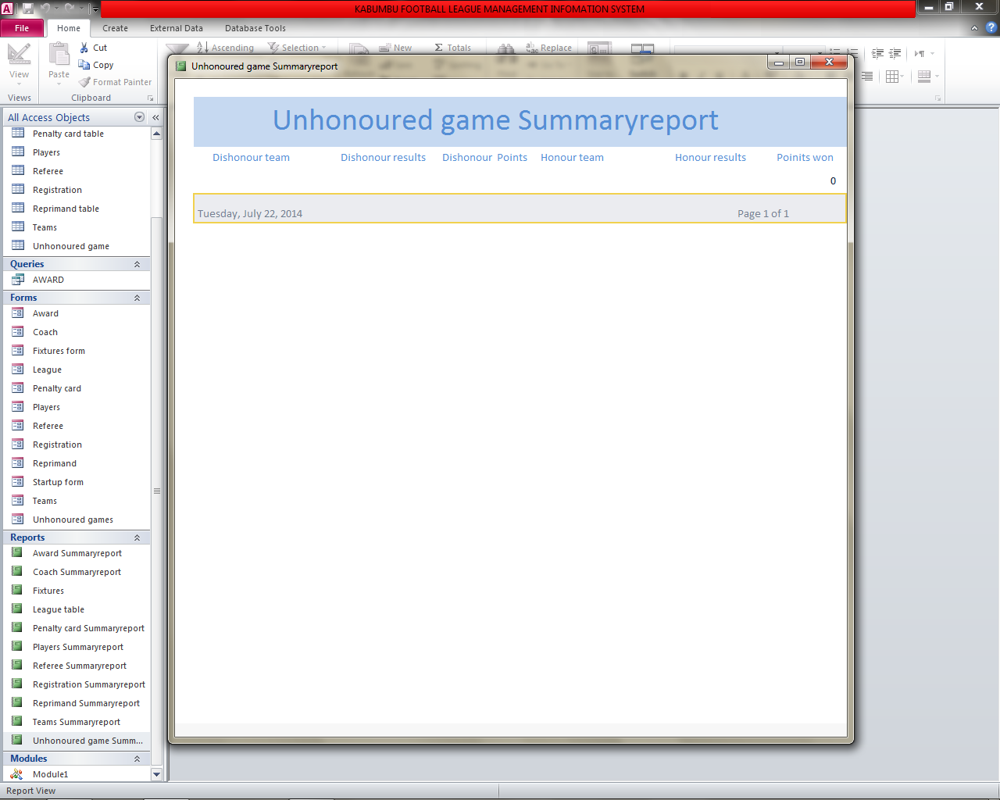 KABUMBU FOOTBALL LEAGUE MANAGEMENT INFOMATION SYSTEM
File Home Create External Data Database Tools
View
Views
Paste
Cut
Copy
Format Painter
Clipboard
Ascending
Selection
New
Totals
Replace
Unhonoured game Summaryreport
Unhonoured game Summaryreport
Dishonour team Dishonour results Dishonour Points Honour team Honour results Poinits won
0
Tuesday, July 22, 2014 Page 1 of 1
All Access Objects
Penalty card table
Players
Referee
Registration
Reprimand table
Teams
Unhonoured game
Queries
AWARD
Forms
Award
Coach
Fixtures form
League
Penalty card
Players
Referee
Registration
Reprimand
Startup form
Teams
Unhonoured games
Reports
Award Summaryreport
Coach Summaryreport
Fixtures
League table
Penalty card Summaryreport
Players Summaryreport
Referee Summaryreport
Registration Summaryreport
Reprimand Summaryreport
Teams Summaryreport
Unhonoured game Summ...
Modules
Module1
Report View